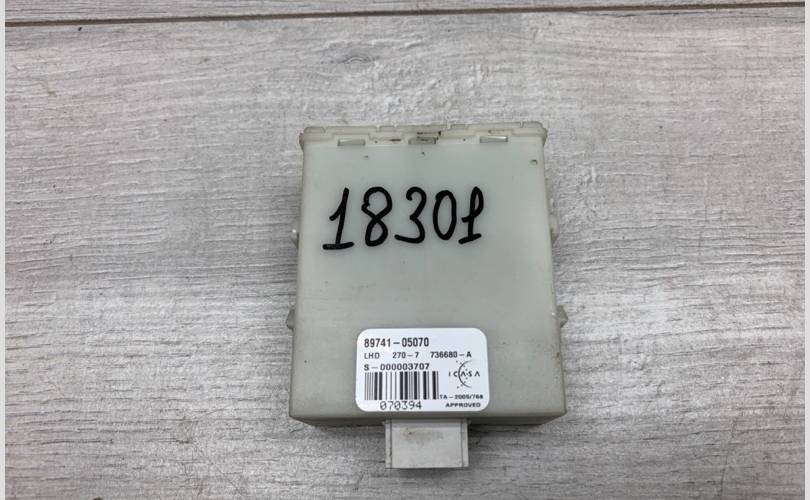 18301
89741-05070
LHD 270-7 736680-A
S-000003707
ICASA
070394
TA-2005/768
APPROVED